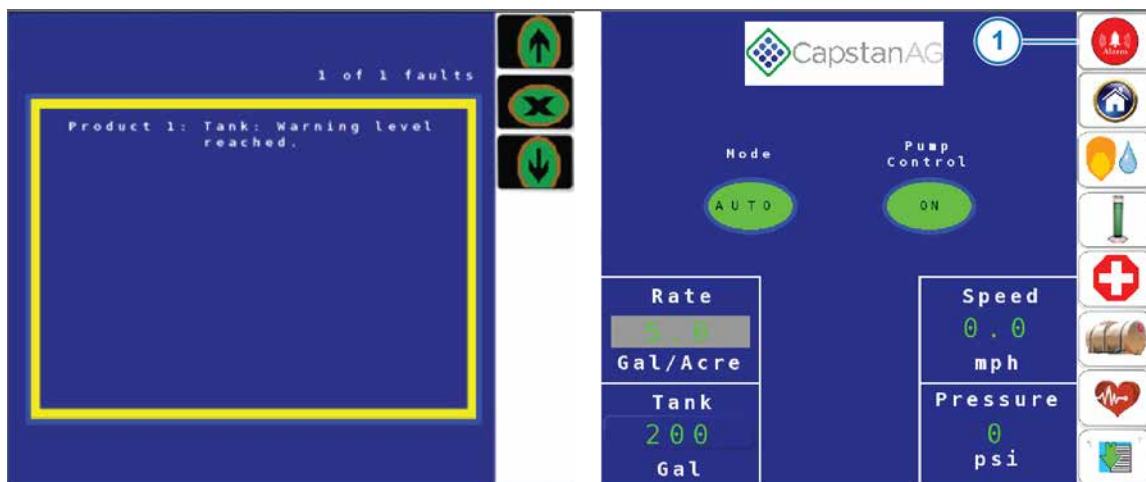 1 of 1 faults
Product 1: Tank: Warning level
reached.
CapstanAG
1
Alarm
Mode
Pump
Control
AUTO
ON
Rate
5.0
Gal/Acre
Speed
0.0
mph
Tank
200
Gal
Pressure
0
psi